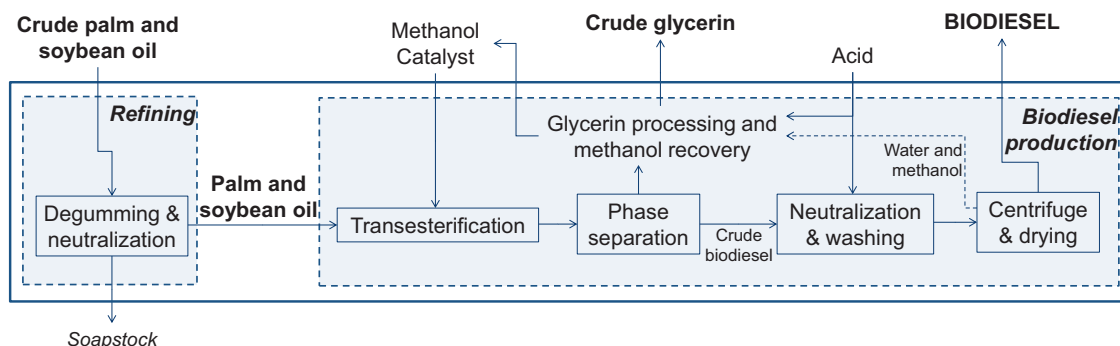 Crude palm and
soybean oil
Methanol
Catalyst
Crude glycerin
Acid
BIODIESEL
Refining
Biodiesel
production
Glycerin processing and
methanol recovery
Water and
methanol
Palm and
soybean oil
Degumming &
neutralization
Transesterification
Phase
separation
Crude
biodiesel
Neutralization
& washing
Centrifuge
& drying
Soapstock